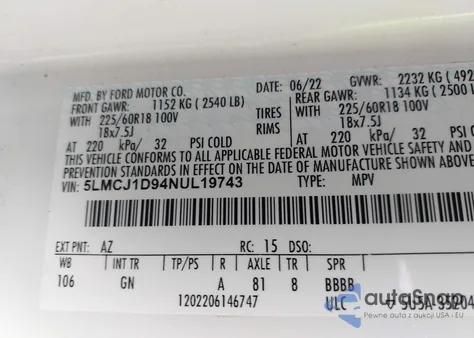 MFD. BY FORD MOTOR CO. 06/22 GVWR: 2232 KG ( 492
FRONT GAWR: 1152 KG ( 2540 LB) REAR GAWR: 1134 KG ( 2500
WITH 225/60R18 100V TIRES WITH 225/60R18 100V
18x7.5J RIMS 18x7.5J
AT 220 kPa/ 32 PSI COLD AT 220 kPa/ 32 PSI COLD
THIS VEHICLE CONFORMS TO ALL APPLICABLE FEDERAL MOTOR VEHICLE SAFETY AND
PREVENTION STANDARDS IN EFFECT ON THE DATE OF MANUFACTURE SHOWN
VIN: 5LMCJ1D94NUL19743 TYPE: MPV
EXT PNT: AZ RC: 15 DSO:
WB INT TR TP/PS R AXLE TR SPR
106 GN A 81 8 BBBB
1202206146747 ULC
autoSnap
Pewne auta z aukcji USA i EU